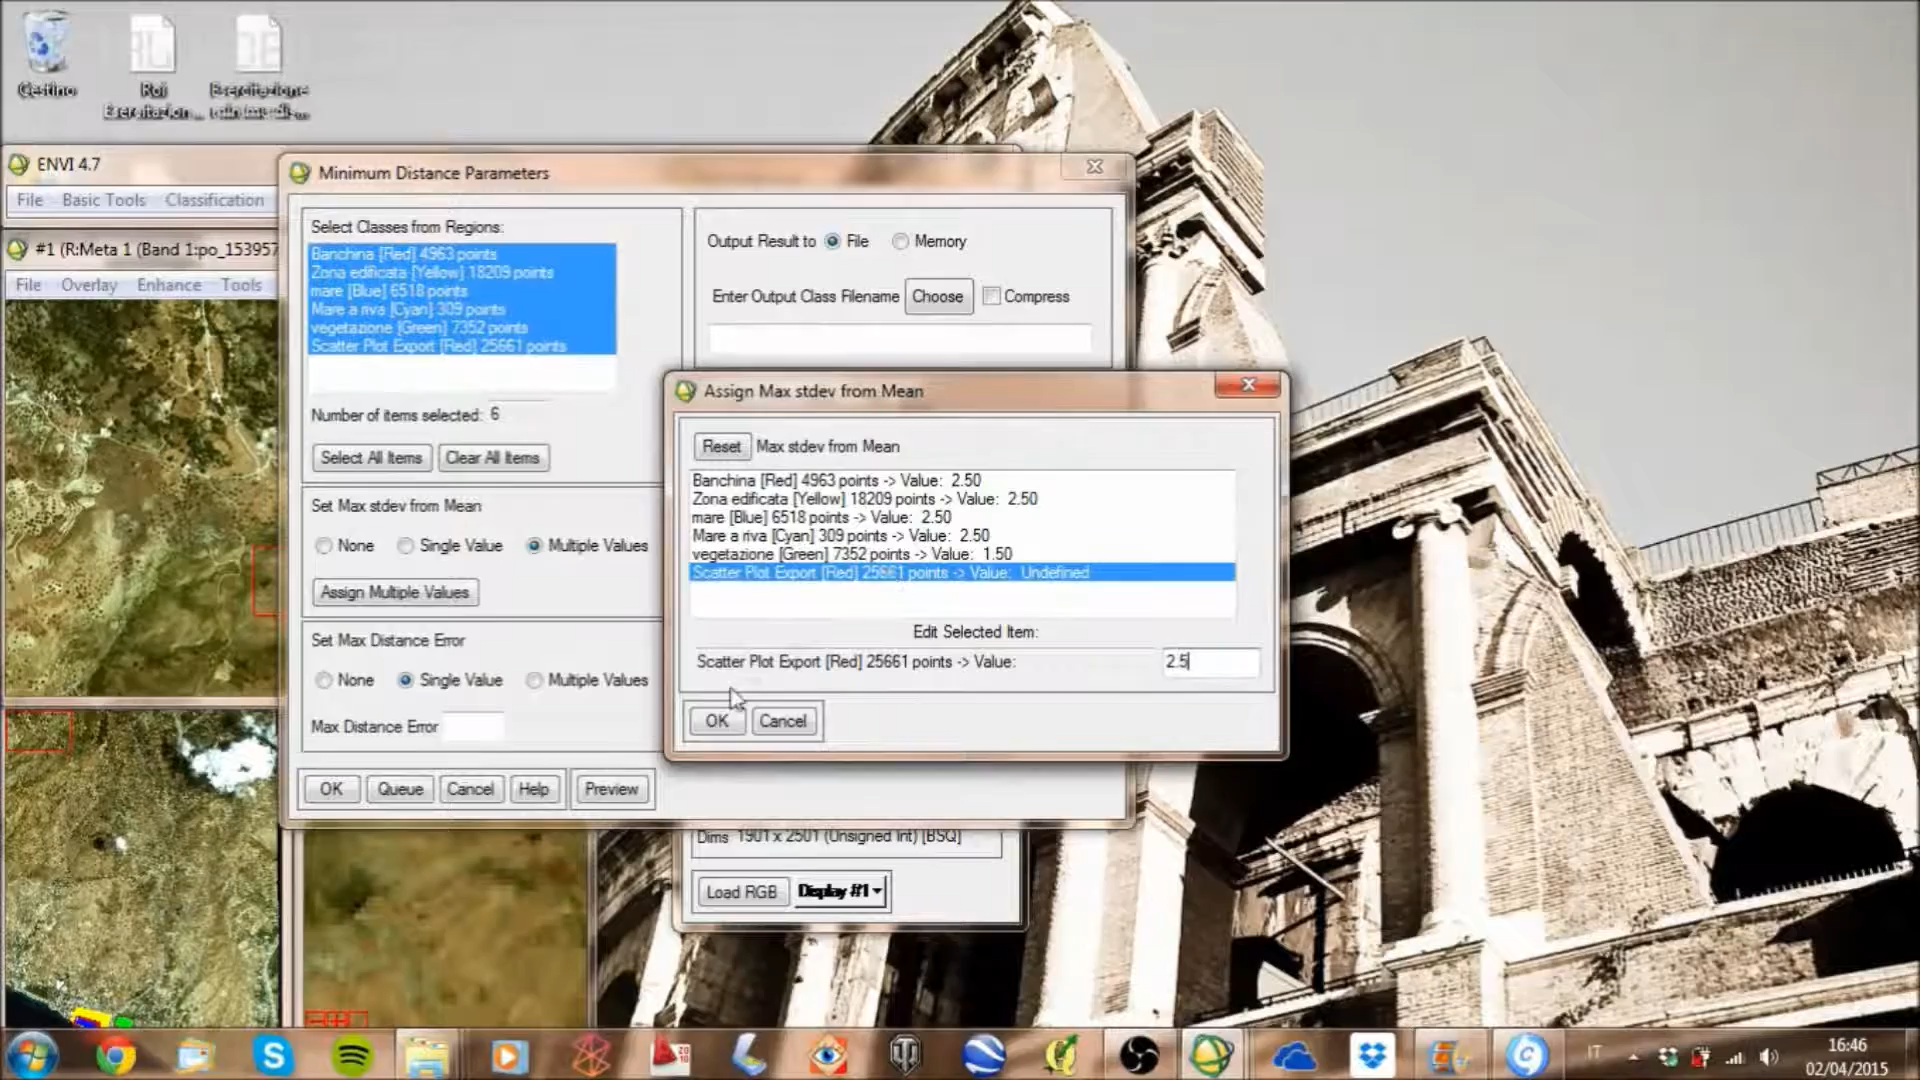 Cestino
Roi
Esercitazion...
Esercitazione
ENVI 4.7
File Basic Tools Classification
#1 (R:Meta 1 (Band 1:po_153957
File Overlay Enhance Tools
Minimum Distance Parameters
Select Classes from Regions:
Banchina [Red] 4963 points
Zona edificata [Yellow] 18209 points
mare [Blue] 6518 points
Mare a riva [Cyan] 309 points
vegetazione [Green] 7352 points
Scatter Plot Export [Red] 25661 points
Number of items selected: 6
Select All Items Clear All Items
Set Max stdev from Mean
None Single Value Multiple Values
Assign Multiple Values
Set Max Distance Error
None Single Value Multiple Values
Max Distance Error
OK Queue Cancel Help Preview
Output Result to File Memory
Enter Output Class Filename Choose Compress
Assign Max stdev from Mean
Reset Max stdev from Mean
Banchina [Red] 4963 points -> Value: 2.50
Zona edificata [Yellow] 18209 points -> Value: 2.50
mare [Blue] 6518 points -> Value: 2.50
Mare a riva [Cyan] 309 points -> Value: 2.50
vegetazione [Green] 7352 points -> Value: 1.50
Scatter Plot Export [Red] 25661 points -> Value: Undefined
Edit Selected Item:
Scatter Plot Export [Red] 25661 points -> Value: 2.5
OK Cancel
Dims 1901 x 2501 (Unsigned Int) [BSQ]
Load RGB Display #1
IT
16:46
02/04/2015